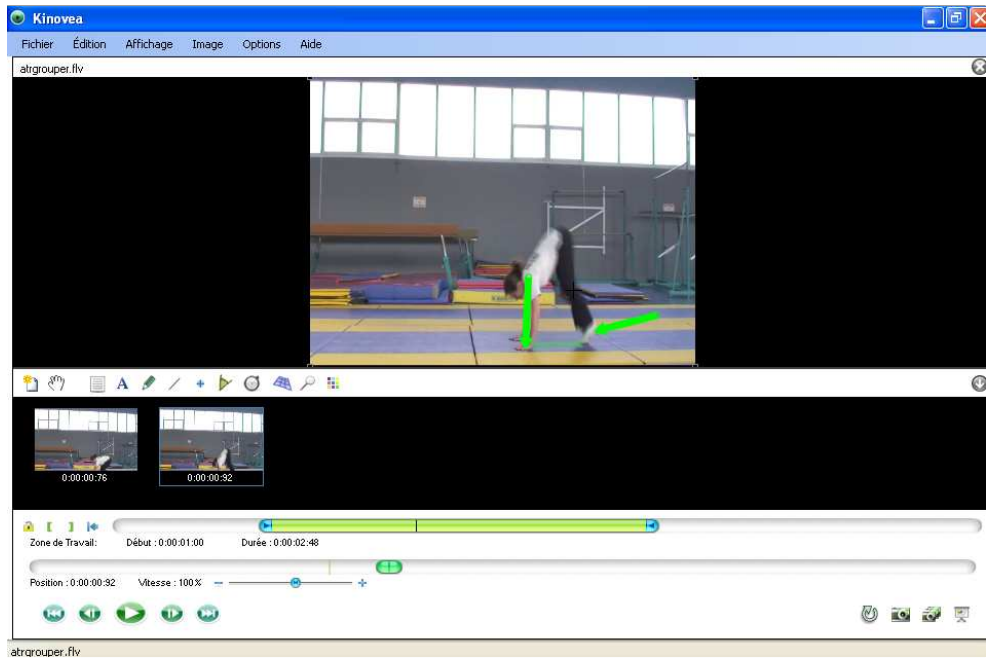 Kinovea
Fichier Édition Affichage Image Options Aide
atrgrouper.flv
A
0:00:00:76 0:00:00:92
Zone de Travail: Début : 0:00:01:00 Durée : 0:00:02:48
Position : 0:00:00:92 Vitesse : 100%
atrgrouper.flv